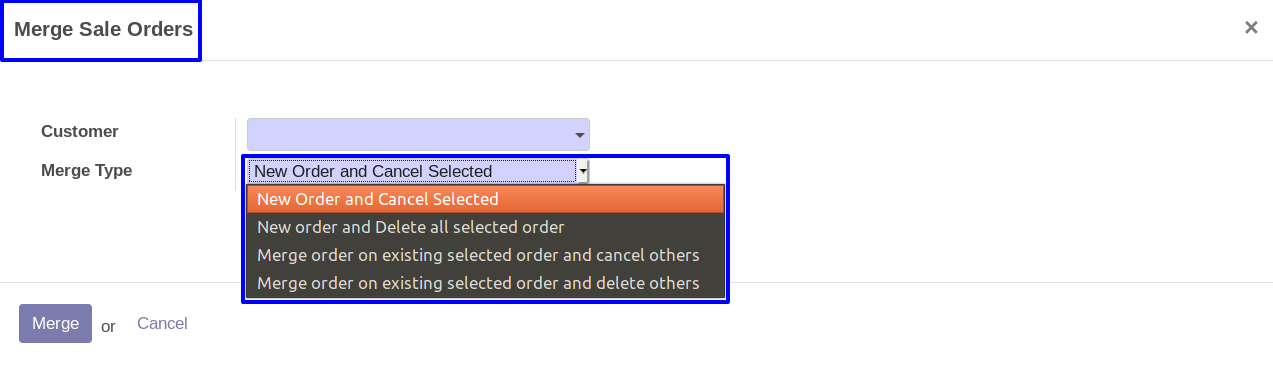 Merge Sale Orders
×
Customer
Merge Type
New Order and Cancel Selected
New Order and Cancel Selected
New order and Delete all selected order
Merge order on existing selected order and cancel others
Merge order on existing selected order and delete others
Merge or Cancel